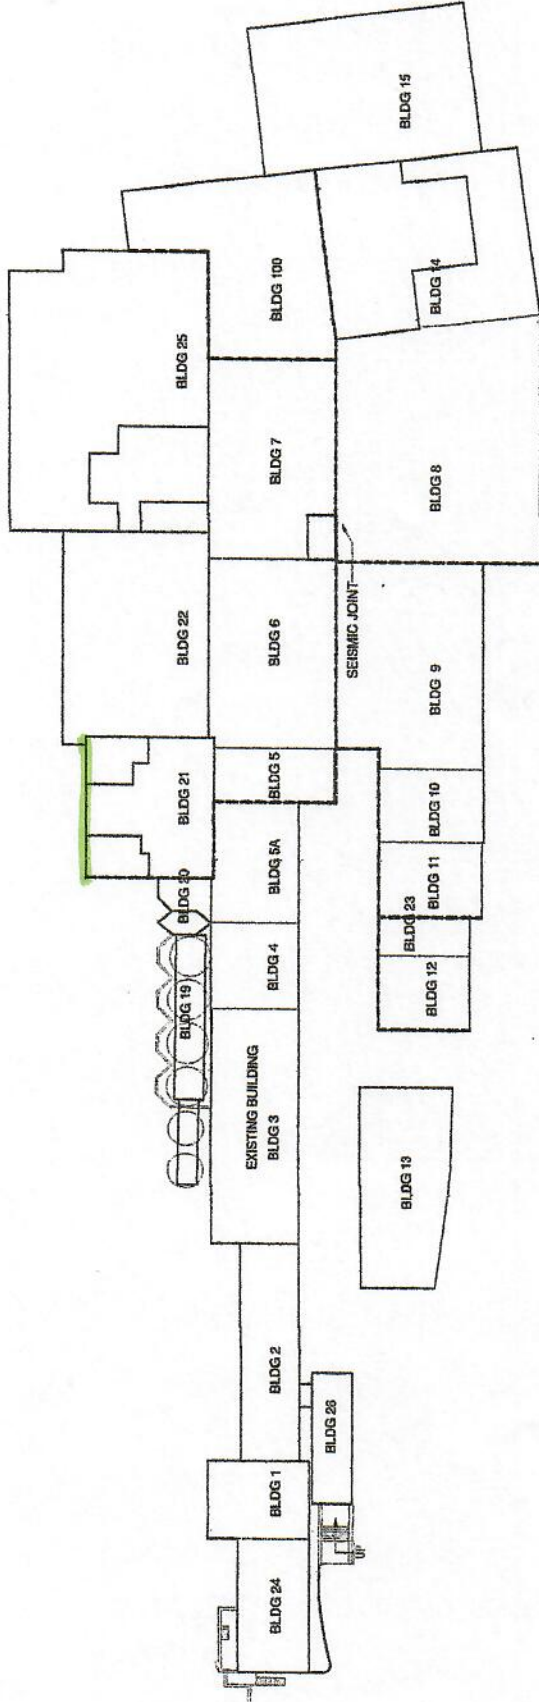 BLDG 15
BLDG 14
BLDG 100
BLDG 25
BLDG 7
BLDG 8
SEISMIC JOINT
BLDG 22
BLDG 6
BLDG 9
BLDG 21
BLDG 5
BLDG 10
BLDG 20
BLDG 5A
BLDG 11
BLDG 23
BLDG 19
BLDG 4
BLDG 12
EXISTING BUILDING
BLDG 3
BLDG 13
BLDG 2
BLDG 26
BLDG 1
UP
BLDG 24